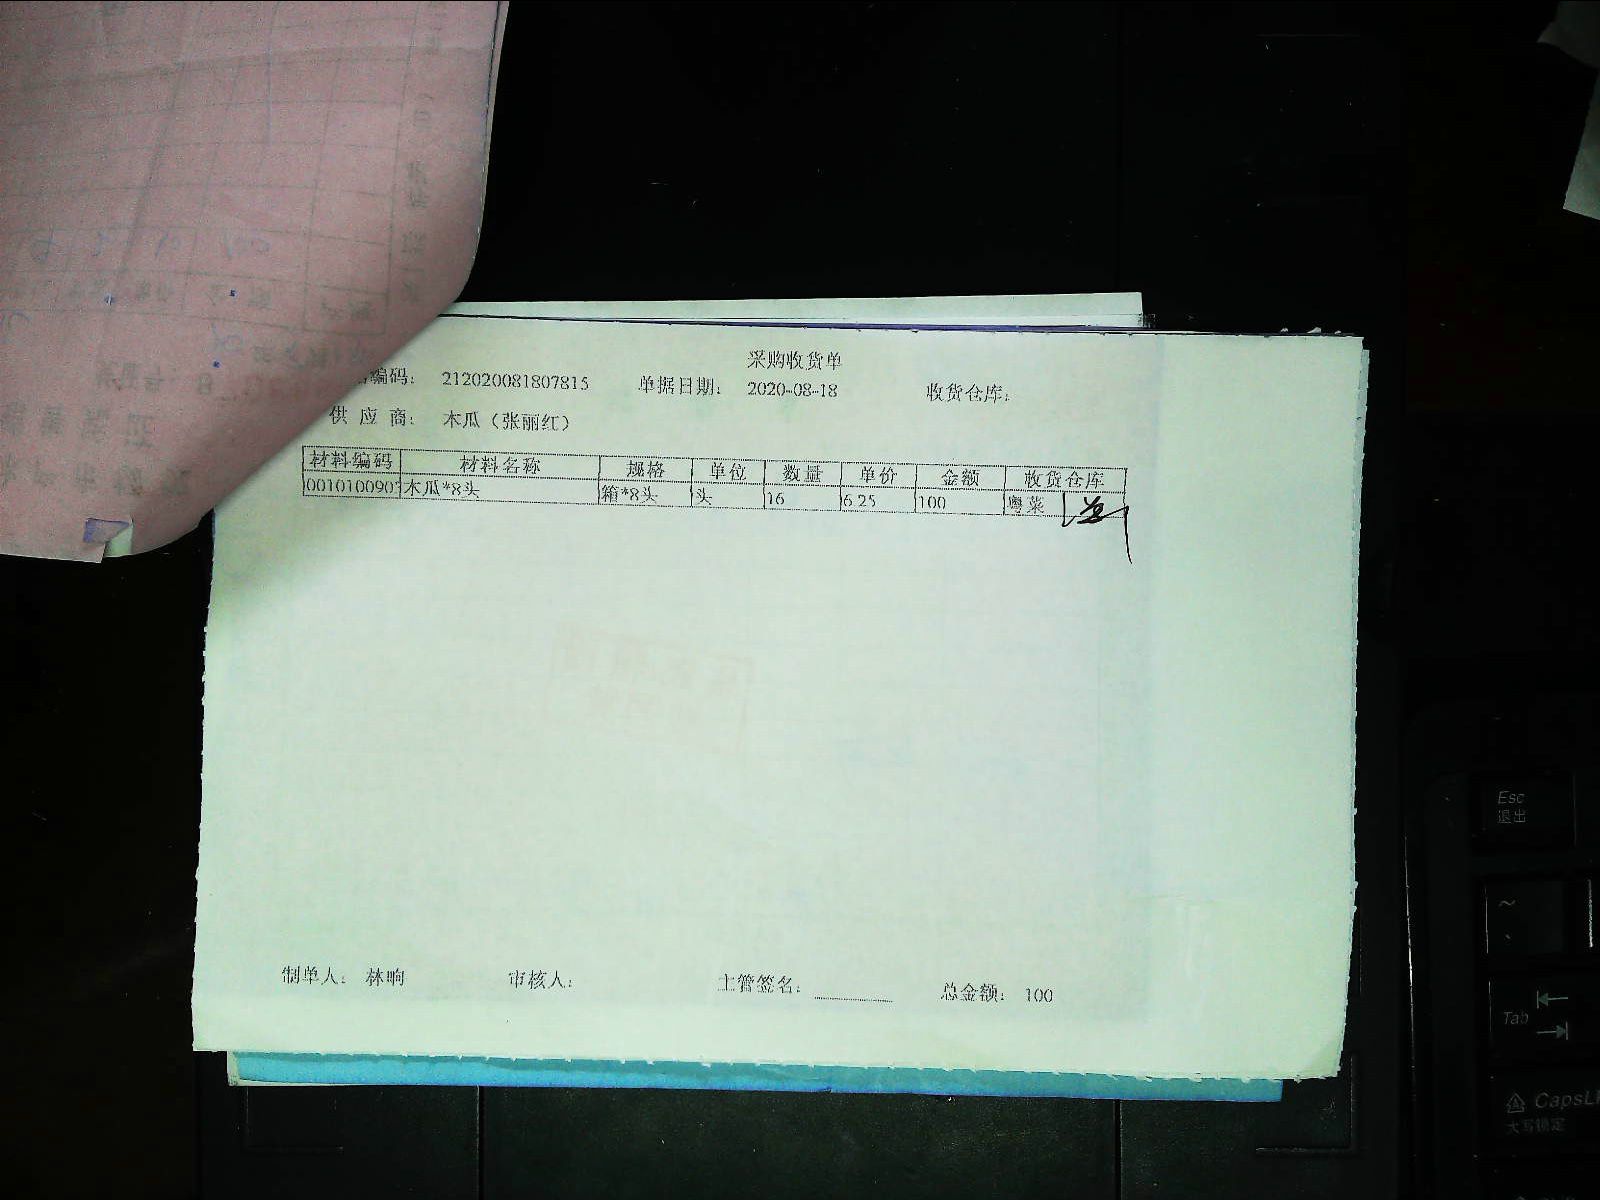 采购收货单
编码： 212020081807815 单据日期： 2020-08-18 收货仓库：
供 应 商： 木瓜（张丽红）
材料编码 材料名称 规格 单位 数量 单价 金额 收货仓库
木瓜*8头 箱*8头 头 16 6.25 100 粤菜
制单人： 林晌 审核人： 主管签名： 总金额： 100
Esc
退出
~
Tab
CapsL
大写锁定